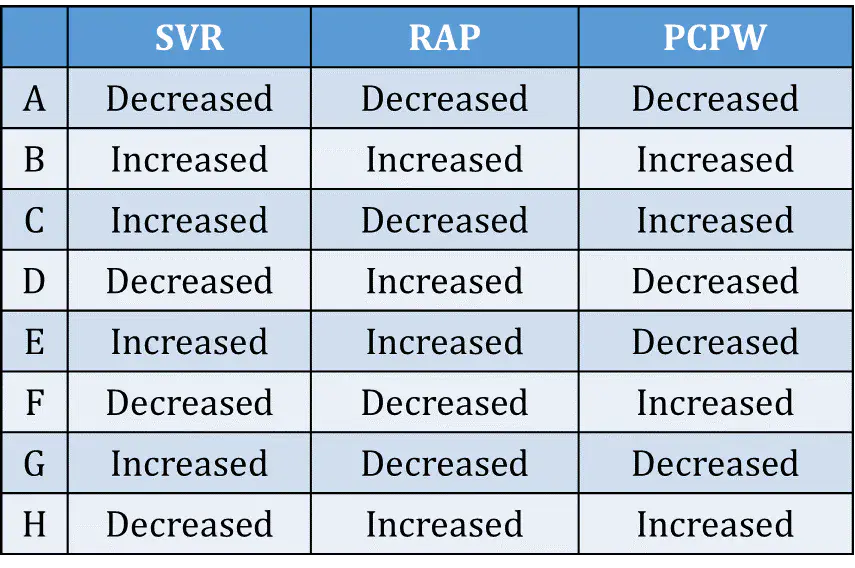 SVR RAP PCPW
A Decreased Decreased Decreased
B Increased Increased Increased
C Increased Decreased Increased
D Decreased Increased Decreased
E Increased Increased Decreased
F Decreased Decreased Increased
G Increased Decreased Decreased
H Decreased Increased Increased